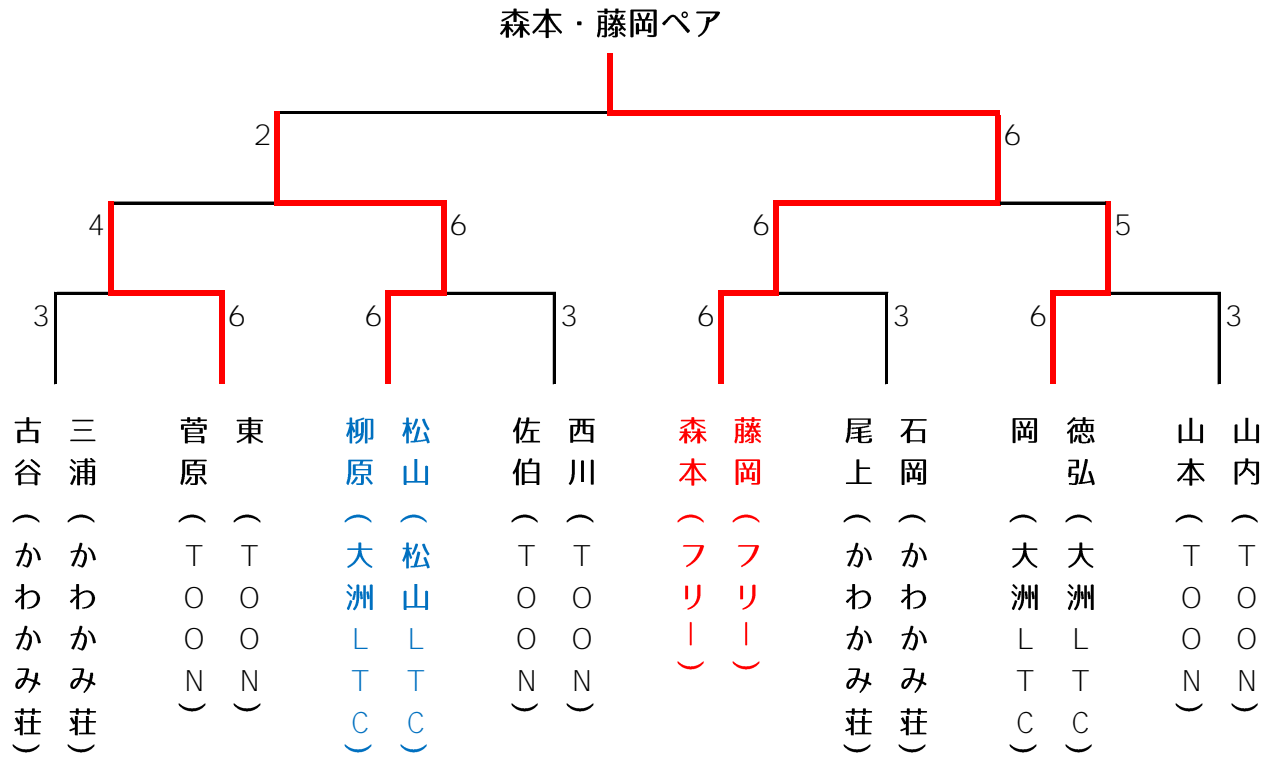 森本・藤岡ペア
2
6
4
6
6
5
3
6
6
3
6
3
6
3
古谷（かわかみ荘）
三浦（かわかみ荘）
菅原（TOON）
東（TOON）
柳原（大洲LTC）
松山（松山LTC）
佐伯（TOON）
西川（TOON）
森本（フリー）
藤岡（フリー）
尾上（かわかみ荘）
石岡（かわかみ荘）
岡（大洲LTC）
徳弘（大洲LTC）
山本（TOON）
山内（TOON）